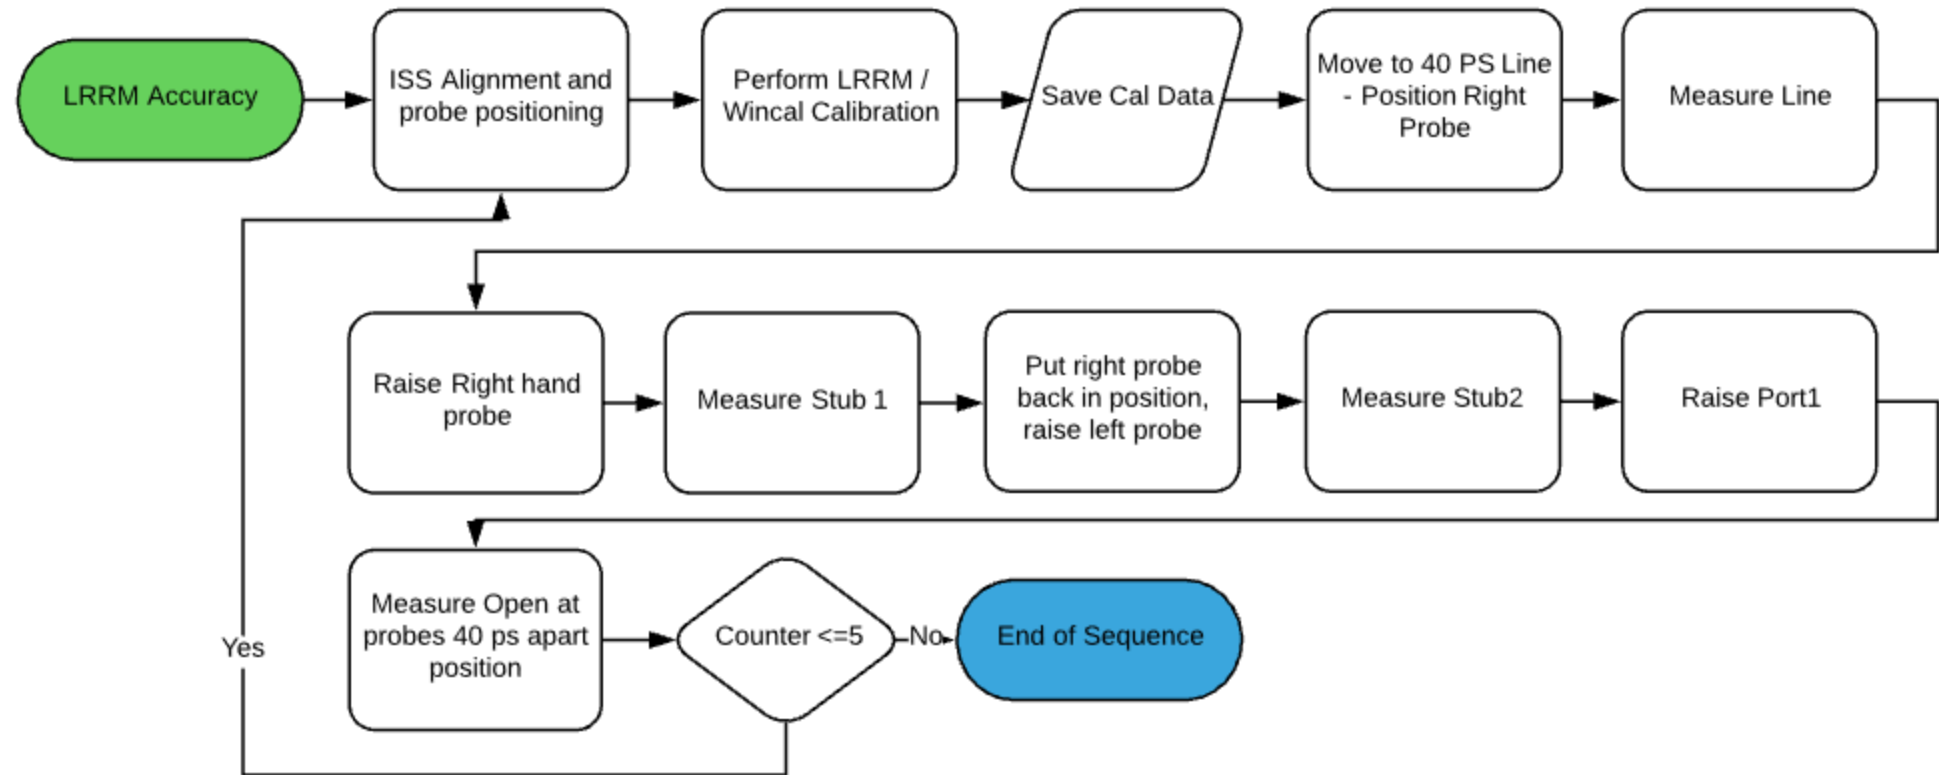 LRRM Accuracy
ISS Alignment and
probe positioning
Perform LRRM /
Wincal Calibration
Save Cal Data
Move to 40 PS Line
- Position Right
Probe
Measure Line
Raise Right hand
probe
Measure Stub 1
Put right probe
back in position,
raise left probe
Measure Stub2
Raise Port1
Measure Open at
probes 40 ps apart
position
Counter <=5
No
End of Sequence
Yes